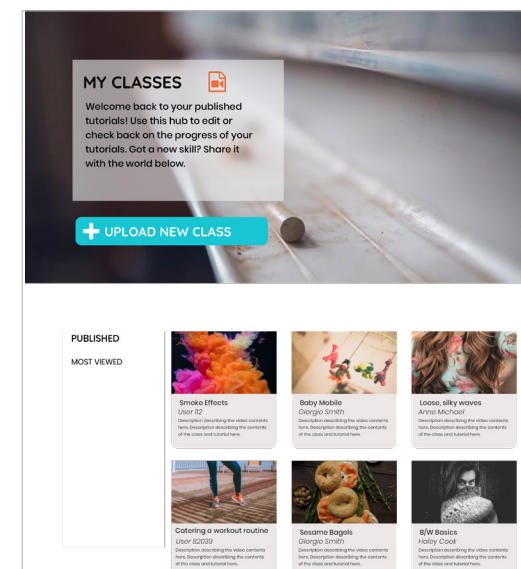 MY CLASSES
Welcome back to your published
tutorials! Use this hub to edit or
check back on the progress of your
tutorials. Got a new skill? Share it
with the world below.
UPLOAD NEW CLASS
PUBLISHED
MOST VIEWED
Smoke Effects
User 112
Description describing the video contents
here. Description describing the contents
of the class and tutorial here.
Baby Mobile
Giorgio Smith
Description describing the video contents
here. Description describing the contents
of the class and tutorial here.
Loose, silky waves
Anne Michael
Description describing the video contents
here. Description describing the contents
of the class and tutorial here.
Catering a workout routine
User 82039
Description describing the video contents
here. Description describing the contents
of the class and tutorial here.
Sesame Bagels
Giorgio Smith
Description describing the video contents
here. Description describing the contents
of the class and tutorial here.
B/W Basics
Haley Cook
Description describing the video contents
here. Description describing the contents
of the class and tutorial here.